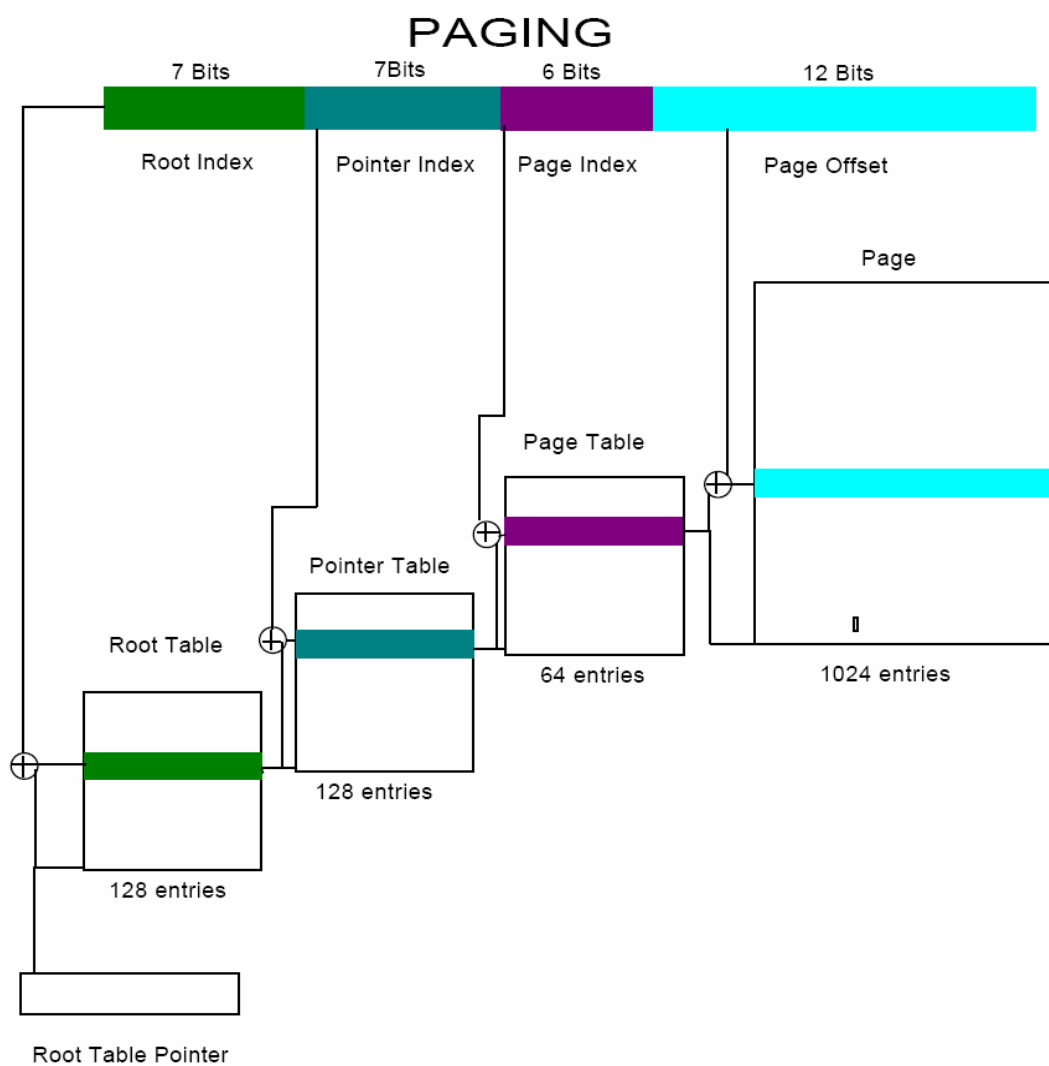 PAGING
7 Bits
7Bits
6 Bits
12 Bits
Root Index
Pointer Index
Page Index
Page Offset
Page
Page Table
Pointer Table
Root Table
64 entries
1024 entries
128 entries
128 entries
Root Table Pointer